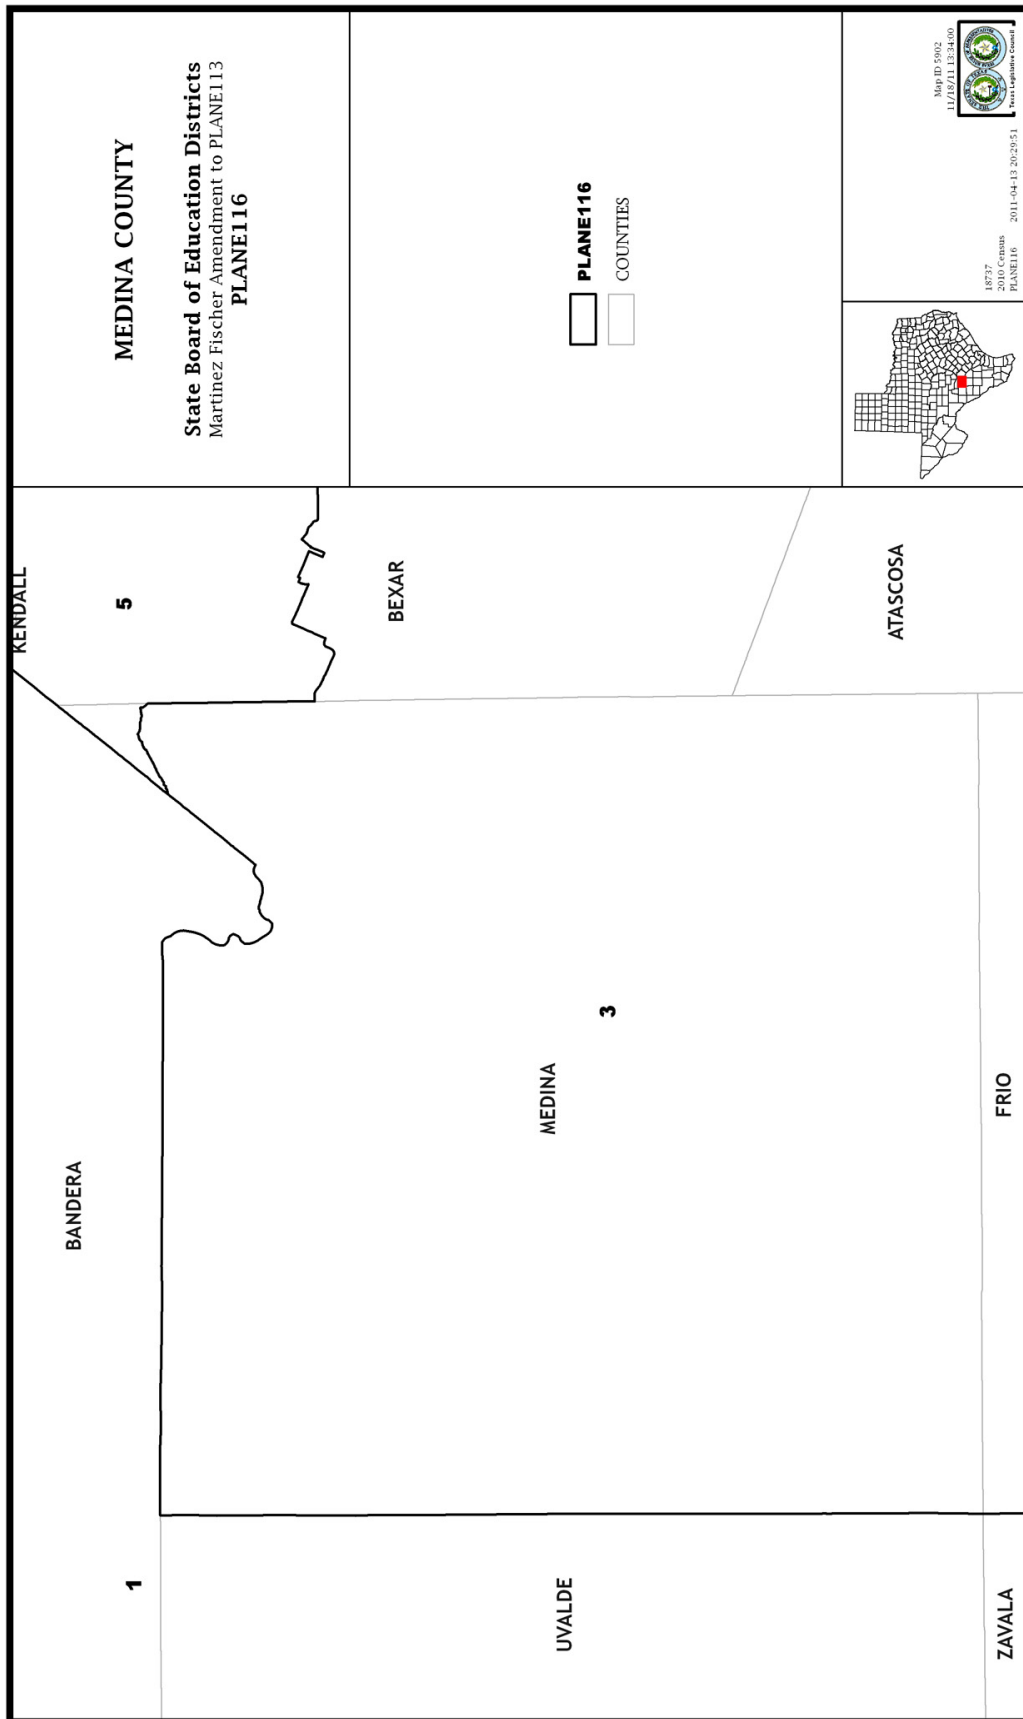 MEDINA COUNTY
State Board of Education Districts
Martinez Fischer Amendment to PLANE113
PLANE116
PLANE116
COUNTIES
KENDALL
5
BEXAR
ATASCOSA
BANDERA
MEDINA
3
FRIO
1
UVALDE
ZAVALA
Map ID 5902
11/18/11 13:34:00
Texas Legislative Council
18737
2010 Census
PLANE116 2011-04-13 20:29:51